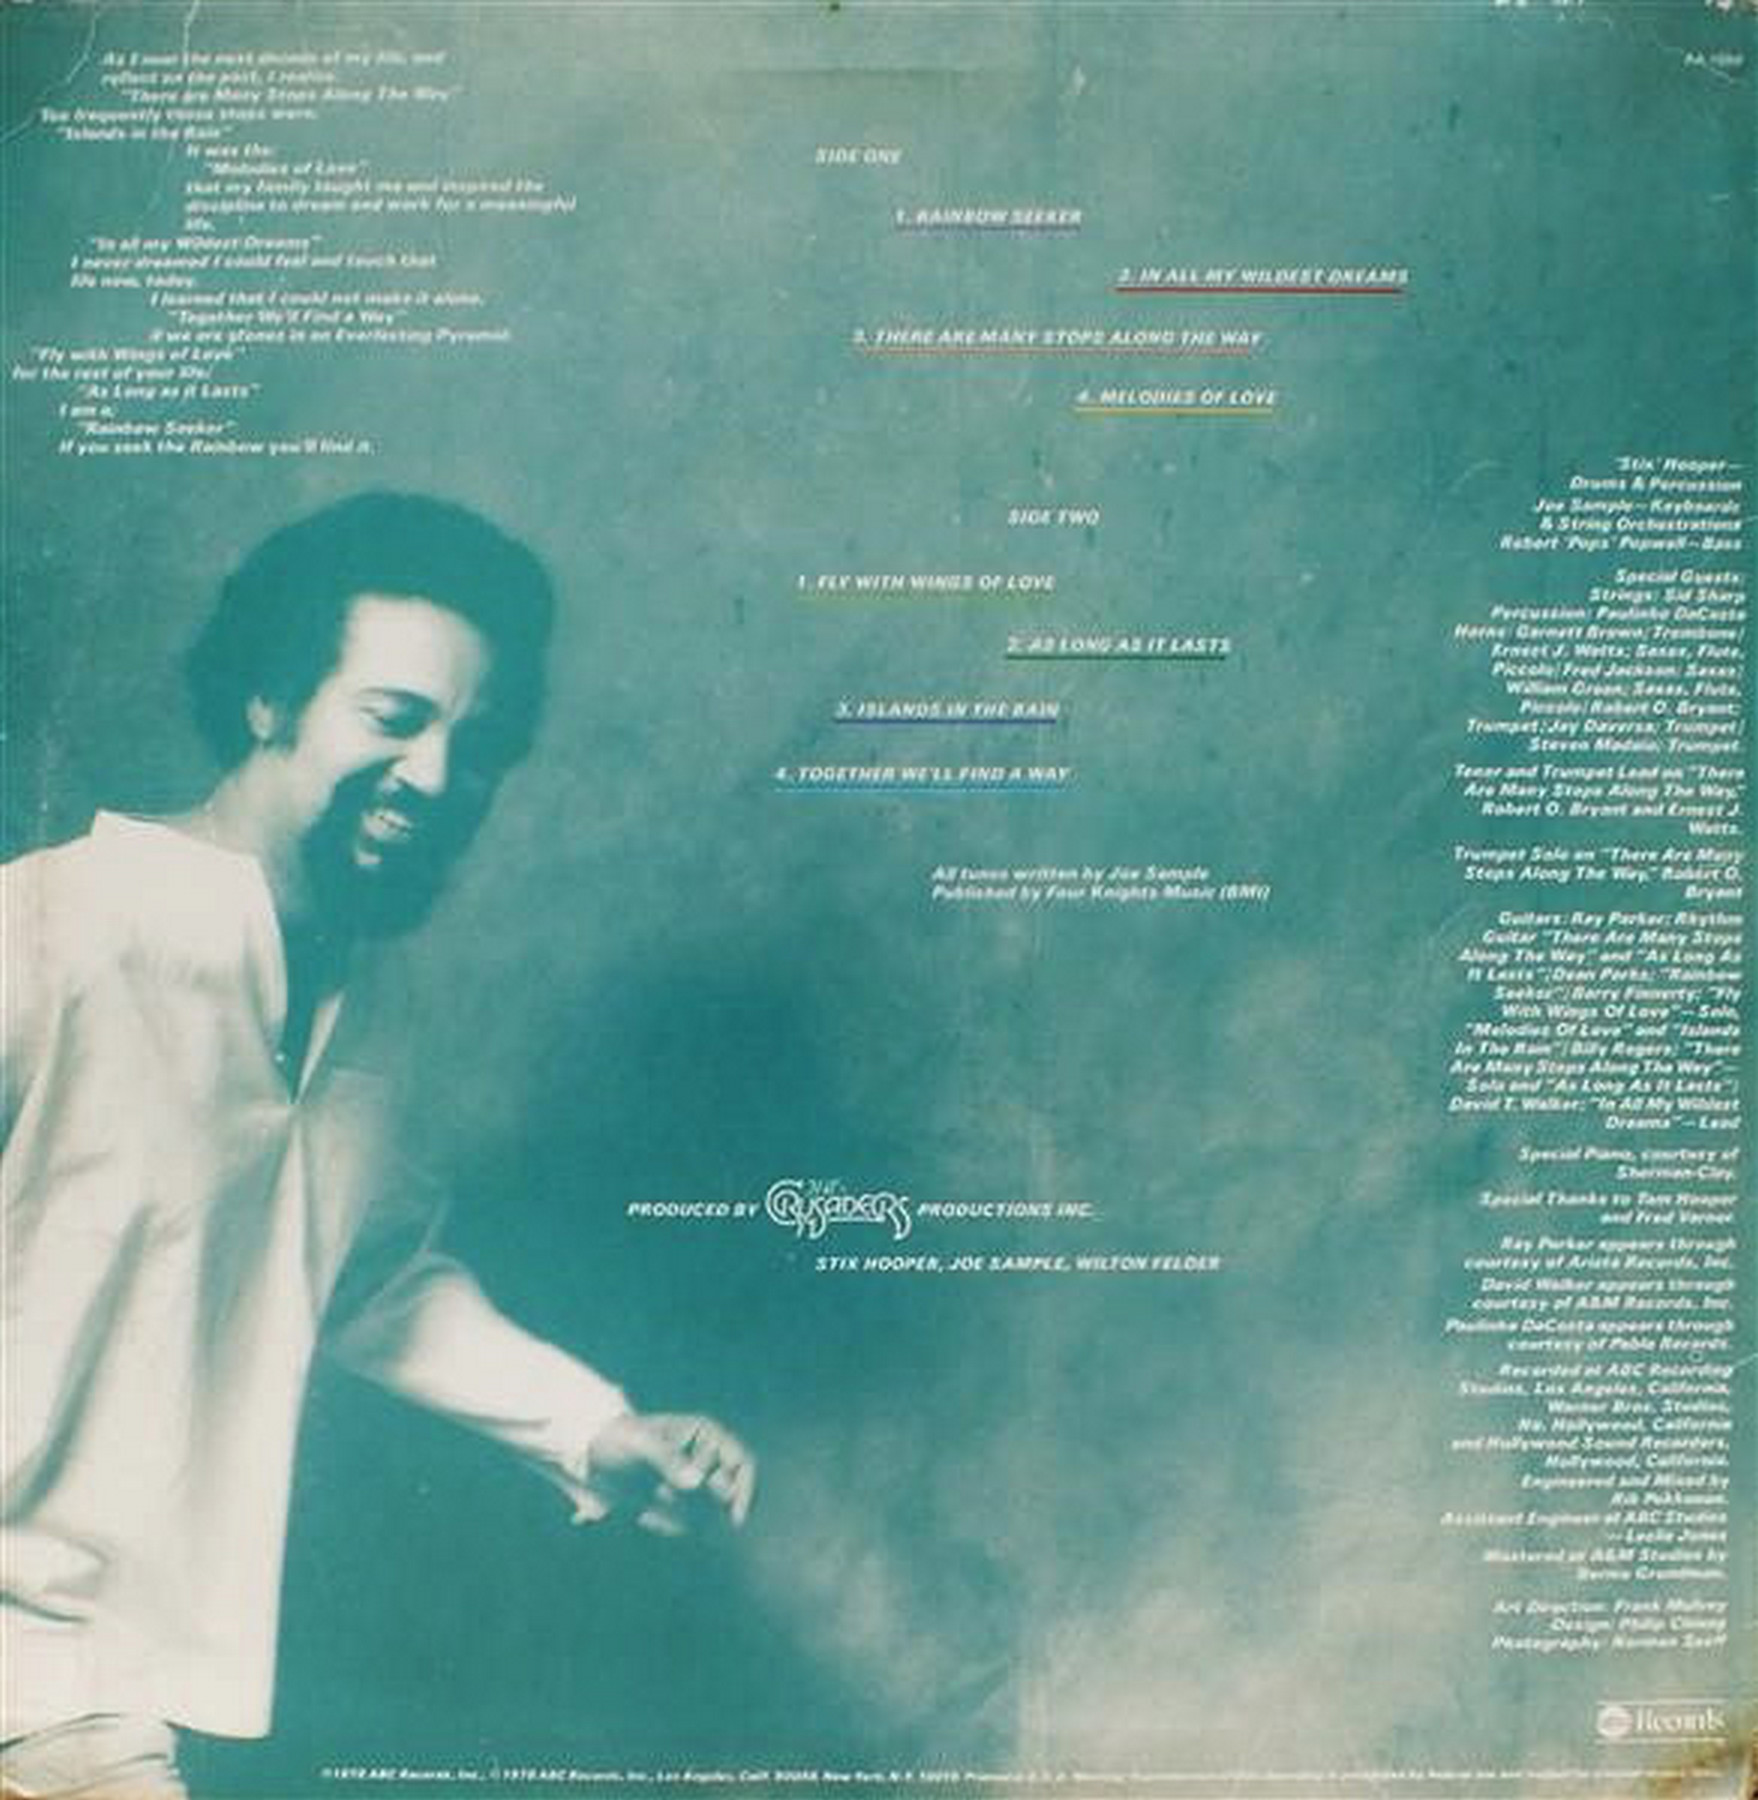 As I meet the next decade of my life, and
reflect on the past, I realize:
"There are Many Stops Along The Way"
Too frequently those stops were:
"Islands in the Rain"
It was the:
"Melodies of Love"
that my family taught me and inspired the
discipline to dream and work for a meaningful
life.
"In all my Wildest Dreams"
I never dreamed I could feel and touch that
life now, today.
I learned that I could not make it alone.
"Together We'll Find a Way"
if we are stones in an Everlasting Pyramid.
"Fly with Wings of Love"
for the rest of your life;
"As Long as it Lasts"
I am a:
"Rainbow Seeker"
If you seek the Rainbow you'll find it.
SIDE ONE
1. RAINBOW SEEKER
2. IN ALL MY WILDEST DREAMS
3. THERE ARE MANY STOPS ALONG THE WAY
4. MELODIES OF LOVE
SIDE TWO
1. FLY WITH WINGS OF LOVE
2. AS LONG AS IT LASTS
3. ISLANDS IN THE RAIN
4. TOGETHER WE'LL FIND A WAY
All tunes written by Joe Sample
Published by Four Knights Music (BMI)
PRODUCED BY THE CRUSADERS PRODUCTIONS INC.
STIX HOOPER, JOE SAMPLE, WILTON FELDER
'Stix' Hooper—
Drums & Percussion
Joe Sample—Keyboards
& String Orchestrations
Robert 'Pops' Popwell—Bass
Special Guests:
Strings: Sid Sharp
Percussion: Paulinho DaCosta
Horns: Garnett Brown; Trombone/
Ernest J. Watts; Saxes, Flute,
Piccolo/Fred Jackson; Saxes/
William Green; Saxes, Flute,
Piccolo/Robert O. Bryant;
Trumpet/Jay Daversa; Trumpet/
Steven Madaio; Trumpet.
Tenor and Trumpet Lead on "There
Are Many Stops Along The Way,"
Robert O. Bryant and Ernest J.
Watts.
Trumpet Solo on "There Are Many
Stops Along The Way," Robert O.
Bryant
Guitars: Ray Parker; Rhythm
Guitar "There Are Many Stops
Along The Way" and "As Long As
It Lasts"/Dean Parks; "Rainbow
Seeker"/Barry Finnerty; "Fly
With Wings Of Love"—Solo,
"Melodies Of Love" and "Islands
In The Rain"/Billy Rogers; "There
Are Many Stops Along The Way"—
Solo and "As Long As It Lasts"/
David T. Walker; "In All My Wildest
Dreams"—Lead
Special Piano, courtesy of
Sherman-Clay.
Special Thanks to Tom Hooper
and Fred Verner.
Ray Parker appears through
courtesy of Arista Records, Inc.
David Walker appears through
courtesy of A&M Records, Inc.
Paulinho DaCosta appears through
courtesy of Pablo Records.
Recorded at ABC Recording
Studios, Los Angeles, California,
Warner Bros. Studios,
No. Hollywood, California
and Hollywood Sound Recorders,
Hollywood, California.
Engineered and Mixed by
Rik Pekkonen.
Assistant Engineer at ABC Studios
—Leslie Jones
Mastered at A&M Studios by
Bernie Grundman.
Art Direction: Frank Mulvey
Design: Philip
Photography: Norman Seeff
abc Records
©1978 ABC Records, Inc., ℗1978 ABC Records, Inc., Los Angeles, Calif. New York, N.Y. 10019.